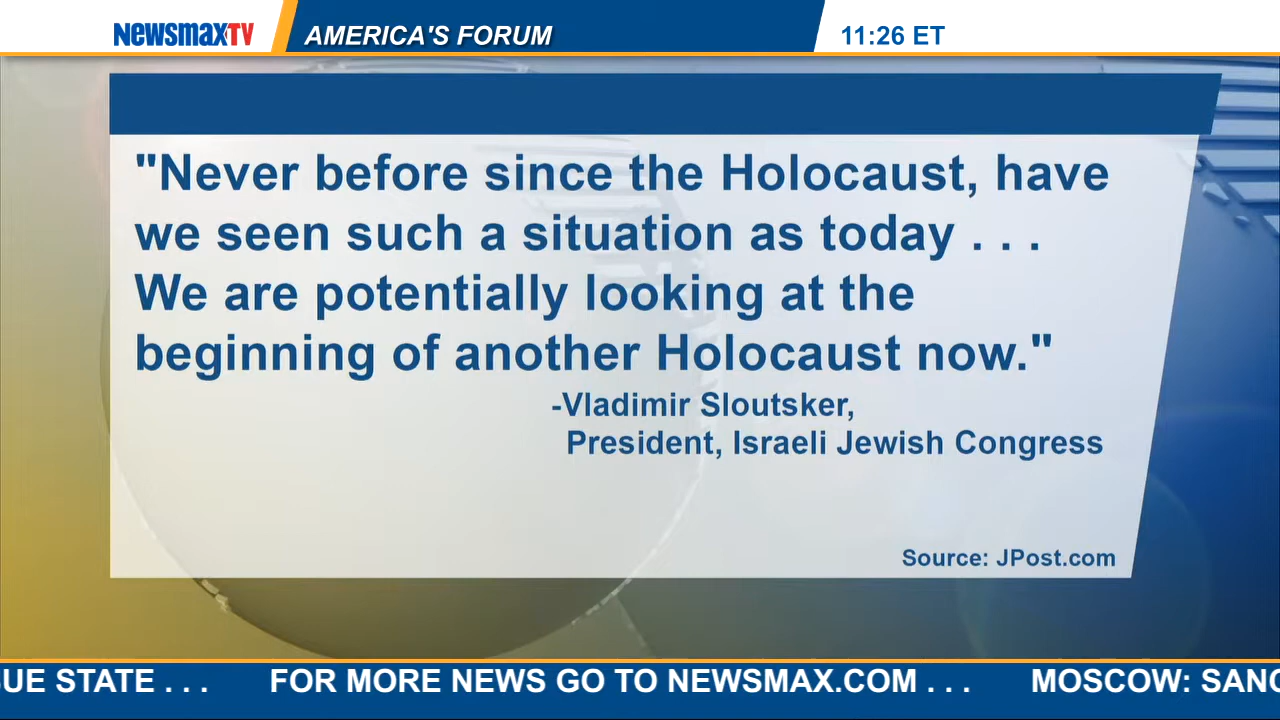 NEWSMAXTV
AMERICA'S FORUM
11:26 ET
"Never before since the Holocaust, have
we seen such a situation as today . . .
We are potentially looking at the
beginning of another Holocaust now."
-Vladimir Sloutsker,
President, Israeli Jewish Congress
Source: JPost.com
UE STATE . . . FOR MORE NEWS GO TO NEWSMAX.COM . . . MOSCOW: SANC